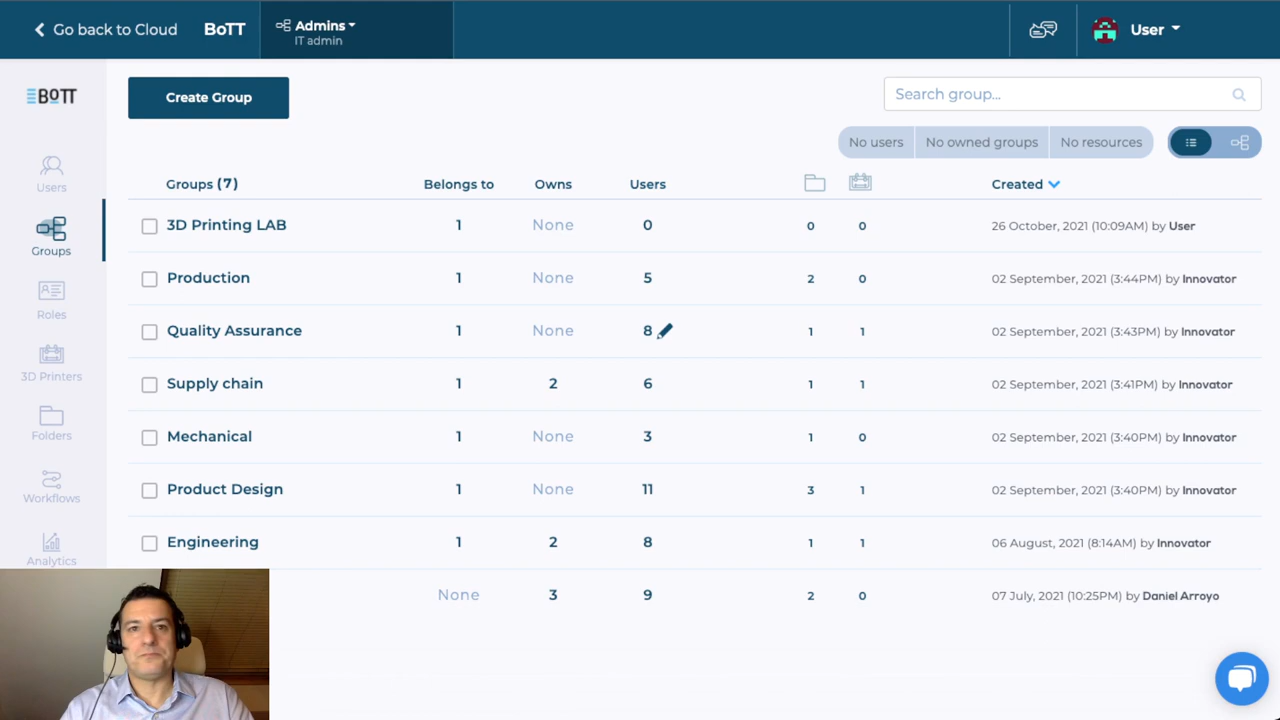 Go back to Cloud BoTT Admins User
IT admin
BOTT
Create Group Search group...
No users No owned groups No resources
Users
Groups (7) Belongs to Owns Users Created
3D Printing LAB 1 None 0 0 0 26 October, 2021 (10:09AM) by User
Groups
Production 1 None 5 2 0 02 September, 2021 (3:44PM) by Innovator
Roles
Quality Assurance 1 None 8 1 1 02 September, 2021 (3:43PM) by Innovator
3D Printers
Supply chain 1 2 6 1 1 02 September, 2021 (3:41PM) by Innovator
Folders
Mechanical 1 None 3 1 0 02 September, 2021 (3:40PM) by Innovator
Workflows
Product Design 1 None 11 3 1 02 September, 2021 (3:40PM) by Innovator
Engineering 1 2 8 1 1 06 August, 2021 (8:14AM) by Innovator
Analytics
None 3 9 2 0 07 July, 2021 (10:25PM) by Daniel Arroyo